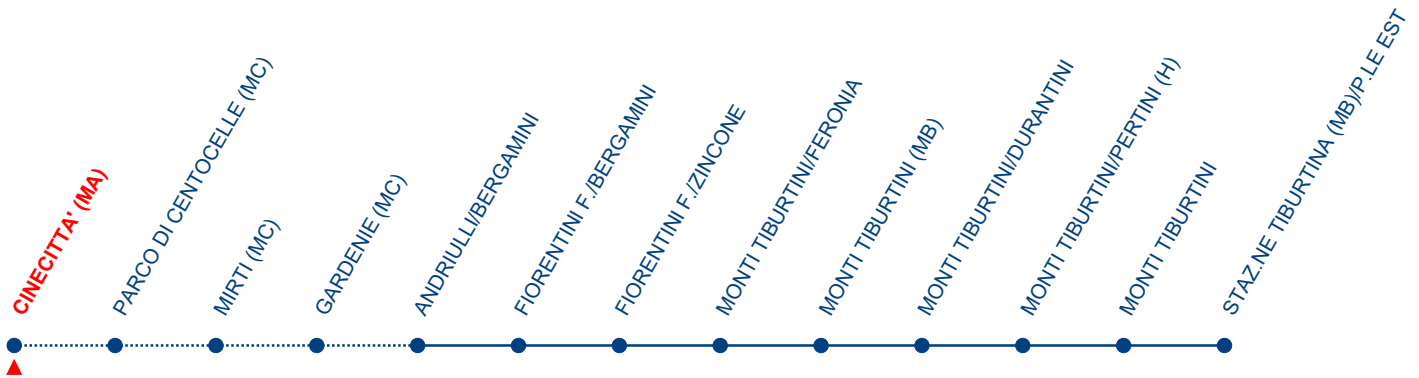 CINECITTA' (MA)
PARCO DI CENTOCELLE (MC)
MIRTI (MC)
GARDENIE (MC)
ANDRIULLI/BERGAMINI
FIORENTINI F./BERGAMINI
FIORENTINI F./ZINCONE
MONTI TIBURTINI/FERONIA
MONTI TIBURTINI (MB)
MONTI TIBURTINI/DURANTINI
MONTI TIBURTINI/PERTINI (H)
MONTI TIBURTINI
STAZ.NE TIBURTINA (MB)/P.LE EST